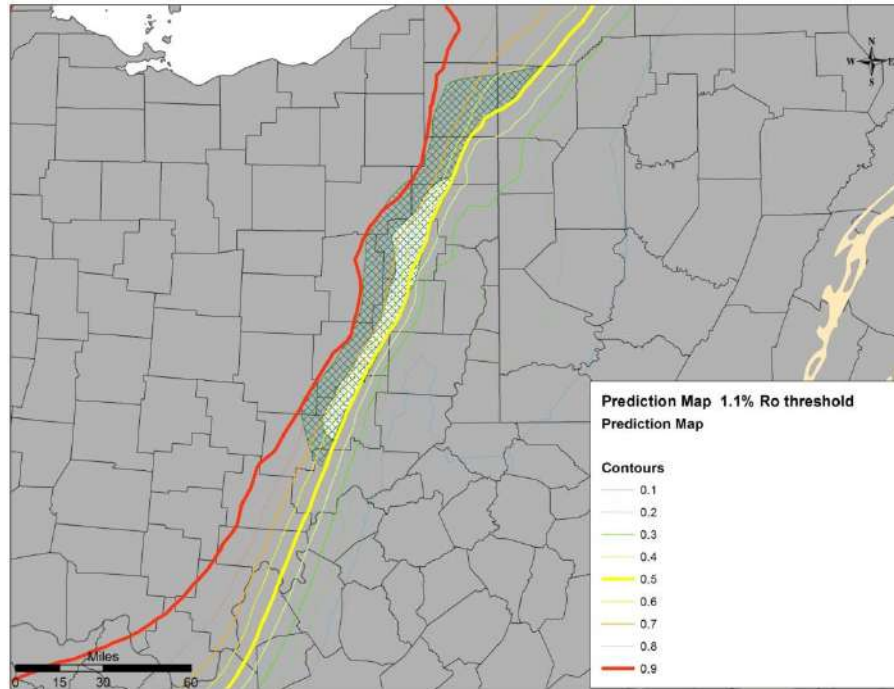 N
W E
S
Prediction Map 1.1% Ro threshold
Prediction Map
Contours
0.1
0.2
0.3
0.4
0.5
0.6
0.7
0.8
0.9
Miles
0 15 30 60